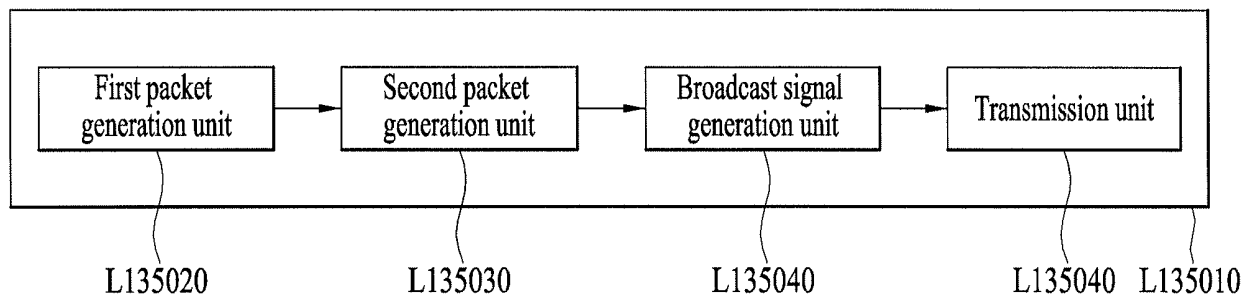 First packet
generation unit
Second packet
generation unit
Broadcast signal
generation unit
Transmission unit
L135020
L135030
L135040
L135040
L135010